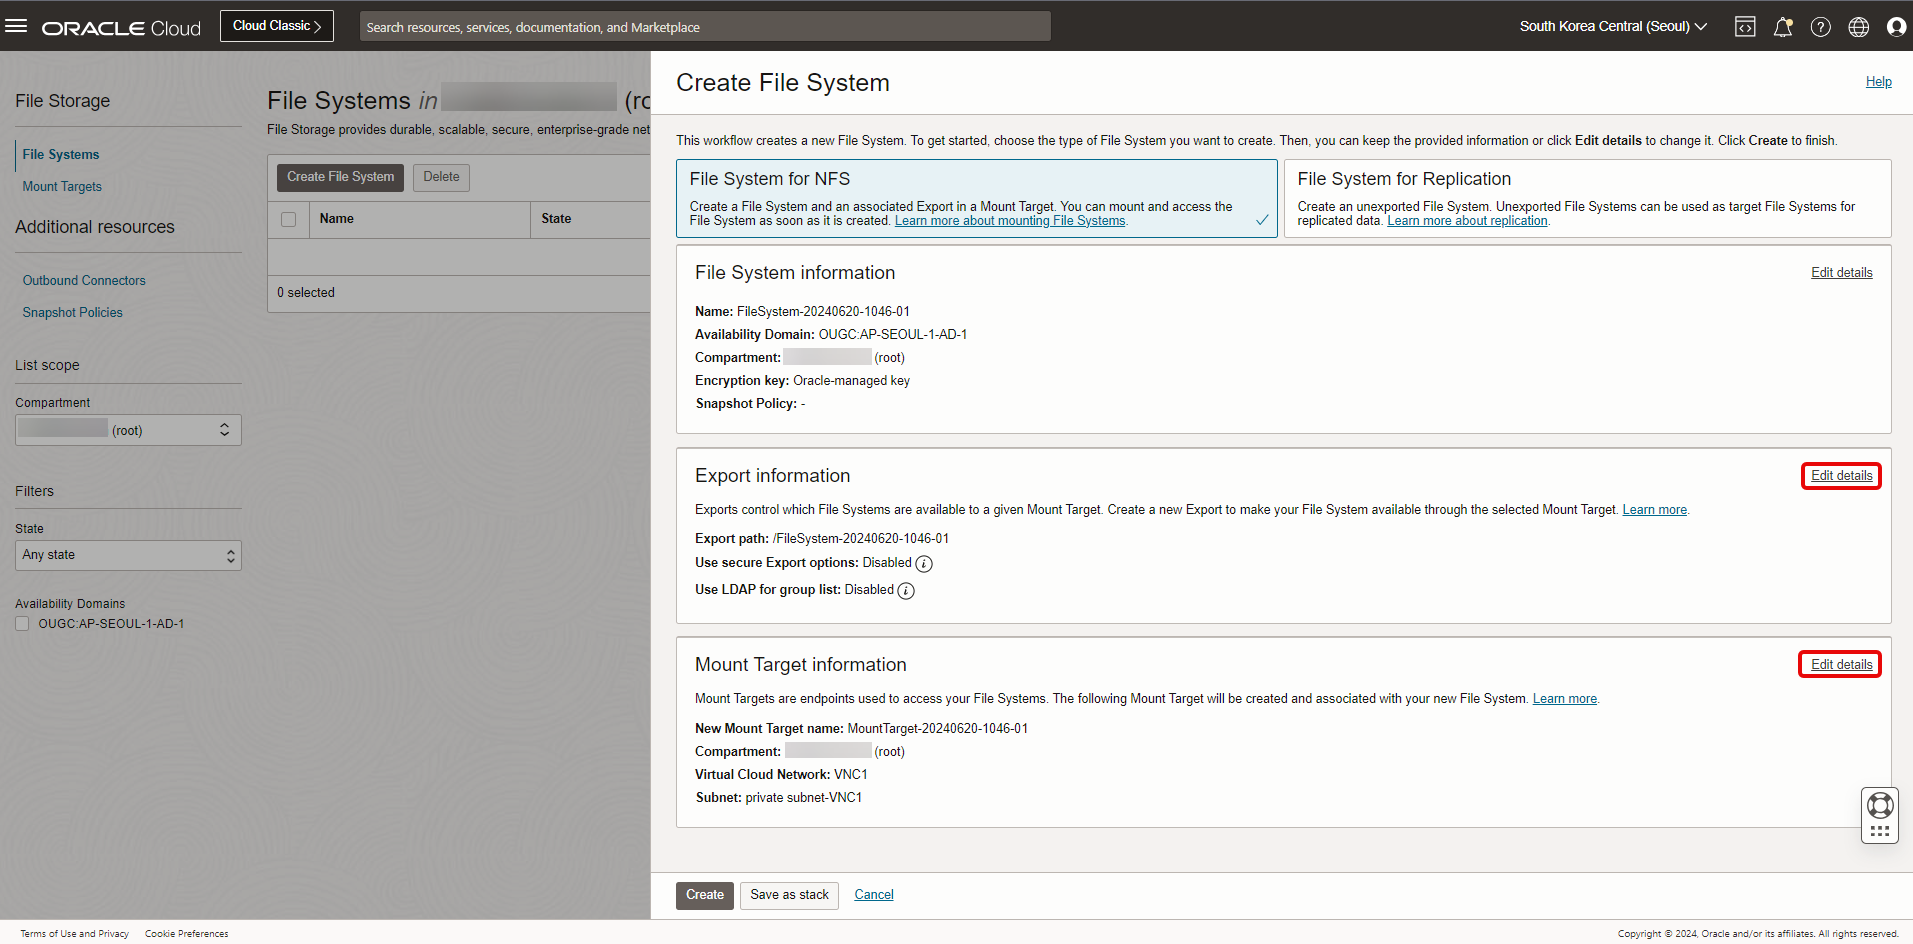 ORACLE Cloud
Cloud Classic
Search resources, services, documentation, and Marketplace
South Korea Central (Seoul)
File Storage
File Systems
Mount Targets
Additional resources
Outbound Connectors
Snapshot Policies
List scope
Compartment
(root)
Filters
State
Any state
Availability Domains
OUGC:AP-SEOUL-1-AD-1
File Systems in (ro
File Storage provides durable, scalable, secure, enterprise-grade net
Create File System
Delete
Name
State
0 selected
Create File System
Help
This workflow creates a new File System. To get started, choose the type of File System you want to create. Then, you can keep the provided information or click Edit details to change it. Click Create to finish.
File System for NFS
Create a File System and an associated Export in a Mount Target. You can mount and access the
File System as soon as it is created. Learn more about mounting File Systems.
File System for Replication
Create an unexported File System. Unexported File Systems can be used as target File Systems for
replicated data. Learn more about replication.
File System information
Edit details
Name: FileSystem-20240620-1046-01
Availability Domain: OUGC:AP-SEOUL-1-AD-1
Compartment: (root)
Encryption key: Oracle-managed key
Snapshot Policy: -
Export information
Edit details
Exports control which File Systems are available to a given Mount Target. Create a new Export to make your File System available through the selected Mount Target. Learn more.
Export path: /FileSystem-20240620-1046-01
Use secure Export options: Disabled
Use LDAP for group list: Disabled
Mount Target information
Edit details
Mount Targets are endpoints used to access your File Systems. The following Mount Target will be created and associated with your new File System. Learn more.
New Mount Target name: MountTarget-20240620-1046-01
Compartment: (root)
Virtual Cloud Network: VNC1
Subnet: private subnet-VNC1
Create
Save as stack
Cancel
Terms of Use and Privacy
Cookie Preferences
Copyright © 2024, Oracle and/or its affiliates. All rights reserved.